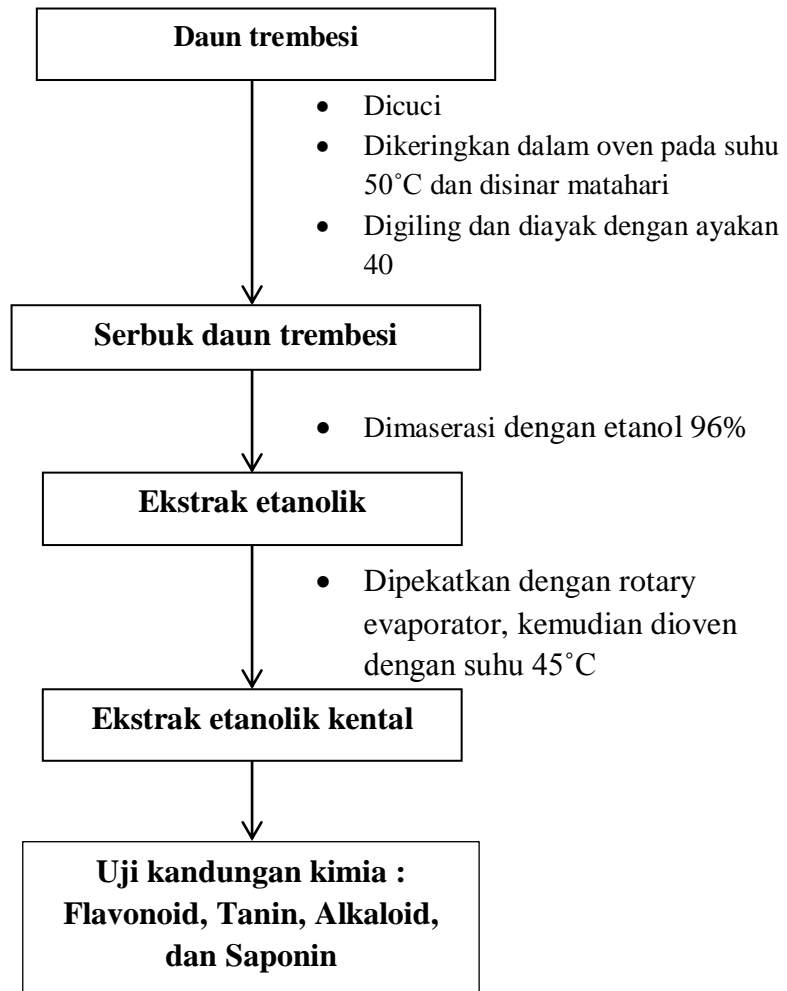 Daun trembesi
• Dicuci
• Dikeringkan dalam oven pada suhu
50˚C dan disinar matahari
• Digiling dan diayak dengan ayakan
40
Serbuk daun trembesi
• Dimaserasi dengan etanol 96%
Ekstrak etanolik
• Dipekatkan dengan rotary
evaporator, kemudian dioven
dengan suhu 45˚C
Ekstrak etanolik kental
Uji kandungan kimia :
Flavonoid, Tanin, Alkaloid,
dan Saponin